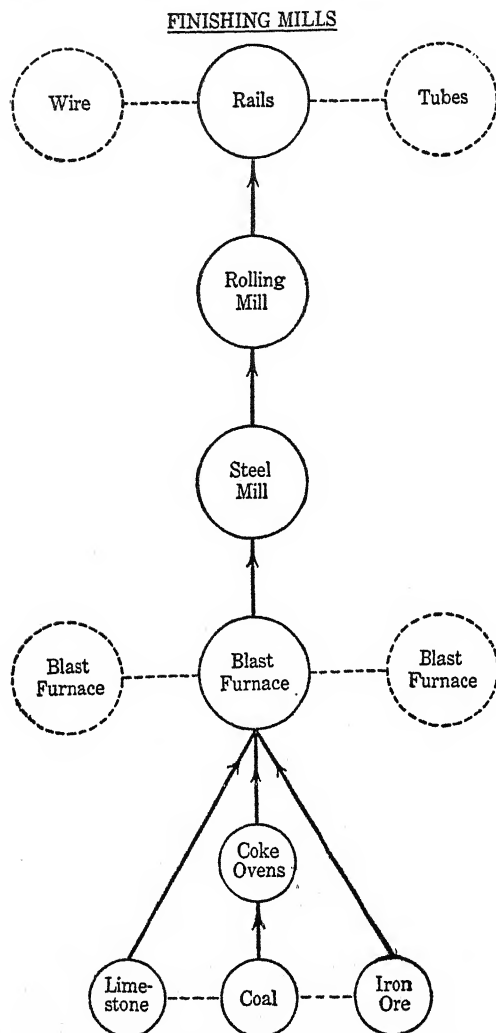 FINISHING MILLS
Wire
Rails
Tubes
Rolling
Mill
Steel
Mill
Blast
Furnace
Blast
Furnace
Blast
Furnace
Coke
Ovens
Lime-
stone
Coal
Iron
Ore